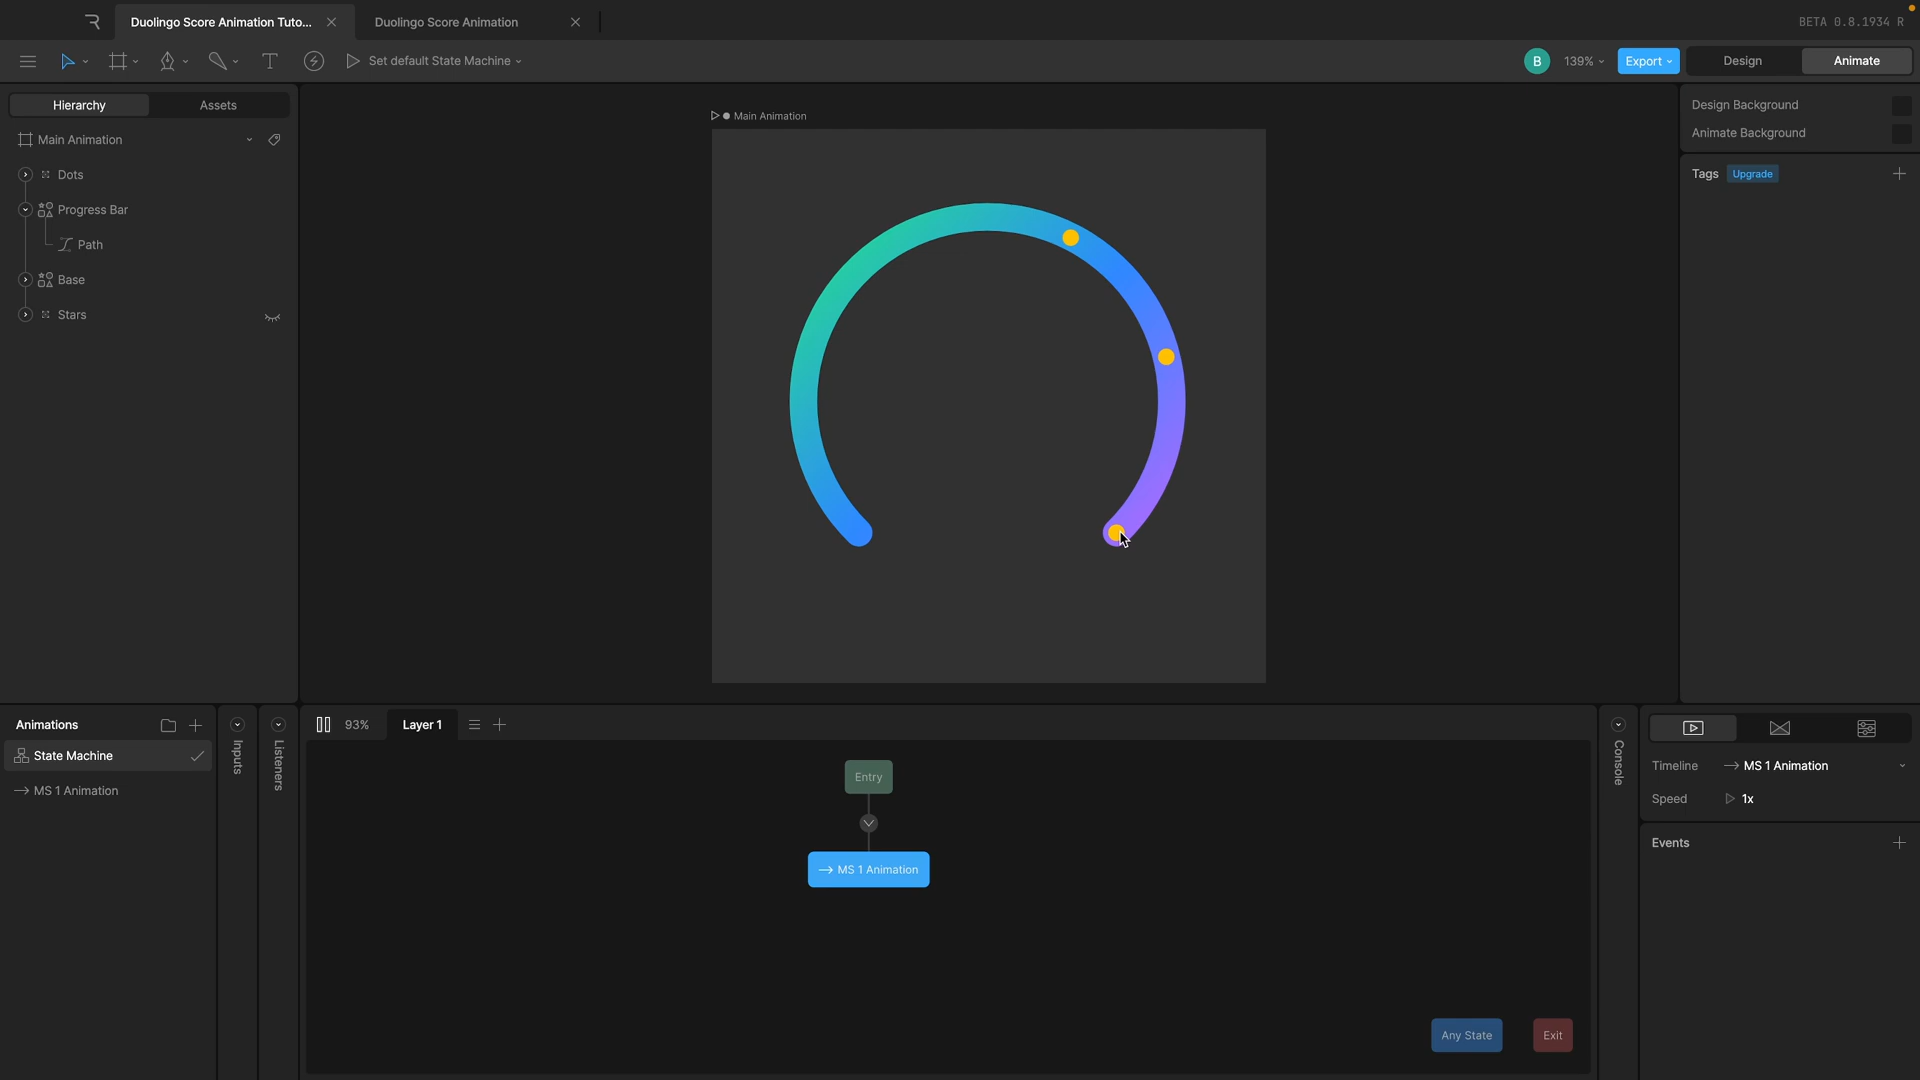 Duolingo Score Animation Tuto...
Duolingo Score Animation
BETA 0.8.1934 R
Set default State Machine
B
139%
Export
Design
Animate
Hierarchy
Assets
Main Animation
Dots
Progress Bar
Path
Base
Stars
Main Animation
Design Background
Animate Background
Tags
Upgrade
Animations
State Machine
MS 1 Animation
Inputs
Listeners
93%
Layer 1
Entry
MS 1 Animation
Any State
Exit
Console
Timeline
MS 1 Animation
Speed
1x
Events